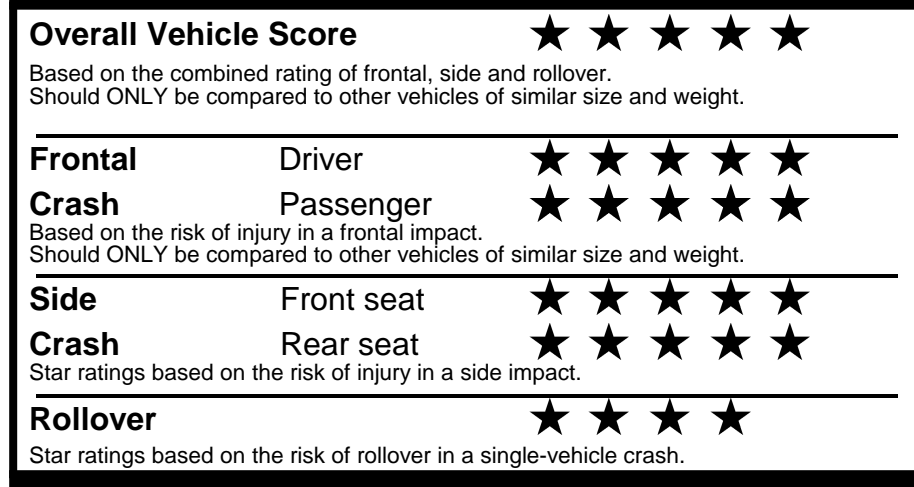 Overall Vehicle Score ★ ★ ★ ★ ★
Based on the combined rating of frontal, side and rollover.
Should ONLY be compared to other vehicles of similar size and weight.
Frontal Driver ★ ★ ★ ★ ★
Crash Passenger ★ ★ ★ ★ ★
Based on the risk of injury in a frontal impact.
Should ONLY be compared to other vehicles of similar size and weight.
Side Front seat ★ ★ ★ ★ ★
Crash Rear seat ★ ★ ★ ★ ★
Star ratings based on the risk of injury in a side impact.
Rollover ★ ★ ★ ★
Star ratings based on the risk of rollover in a single-vehicle crash.